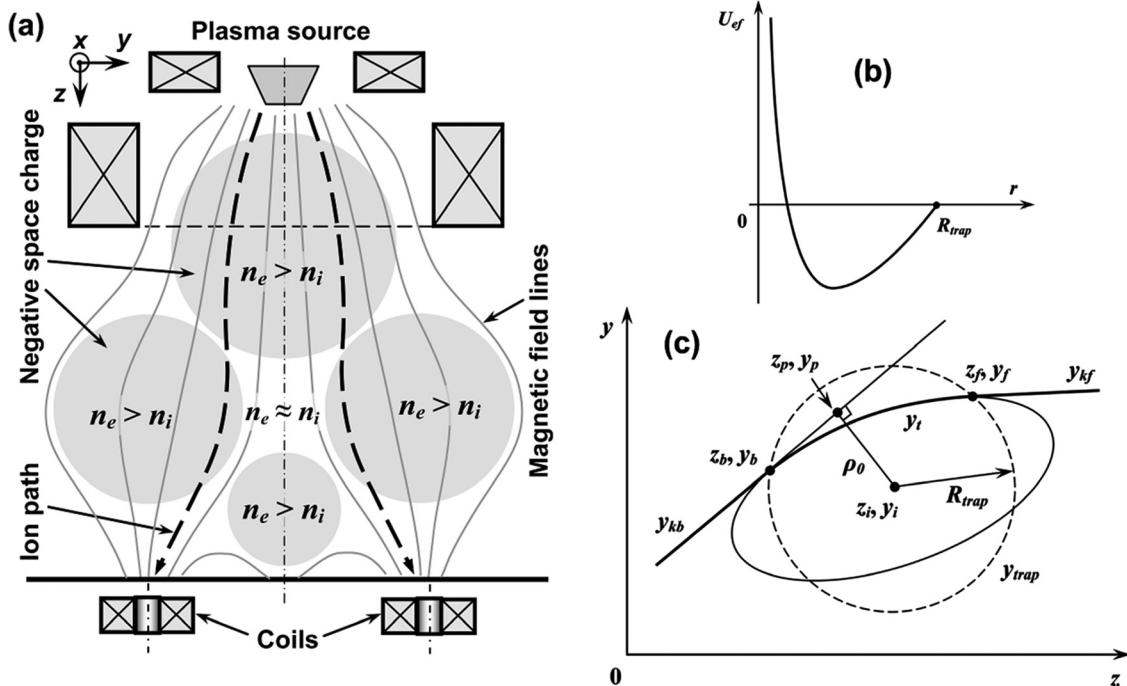 (a)
Plasma source
x
y
z
Negative space charge
n_e > n_i
n_e > n_i
n_e ≈ n_i
n_e > n_i
n_e > n_i
Magnetic field lines
Ion path
Coils
(b)
U_ef
r
0
R_trap
(c)
y
z_p, y_p
z_f, y_f
y_kf
y_t
z_b, y_b
ρ_0
R_trap
z_i, y_i
y_kb
y_trap
0
z